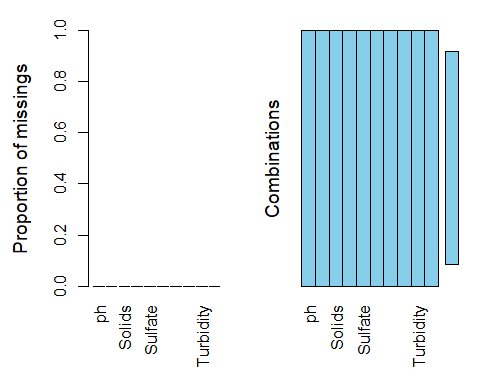 Proportion of missings
1.0
0.8
0.6
0.4
0.2
0.0
ph
Solids
Sulfate
Turbidity
Combinations
ph
Solids
Sulfate
Turbidity